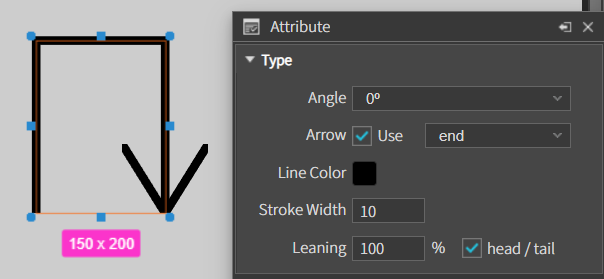 Attribute
Type
Angle 0º
Arrow Use end
Line Color
Stroke Width 10
Leaning 100 % head / tail
150 x 200